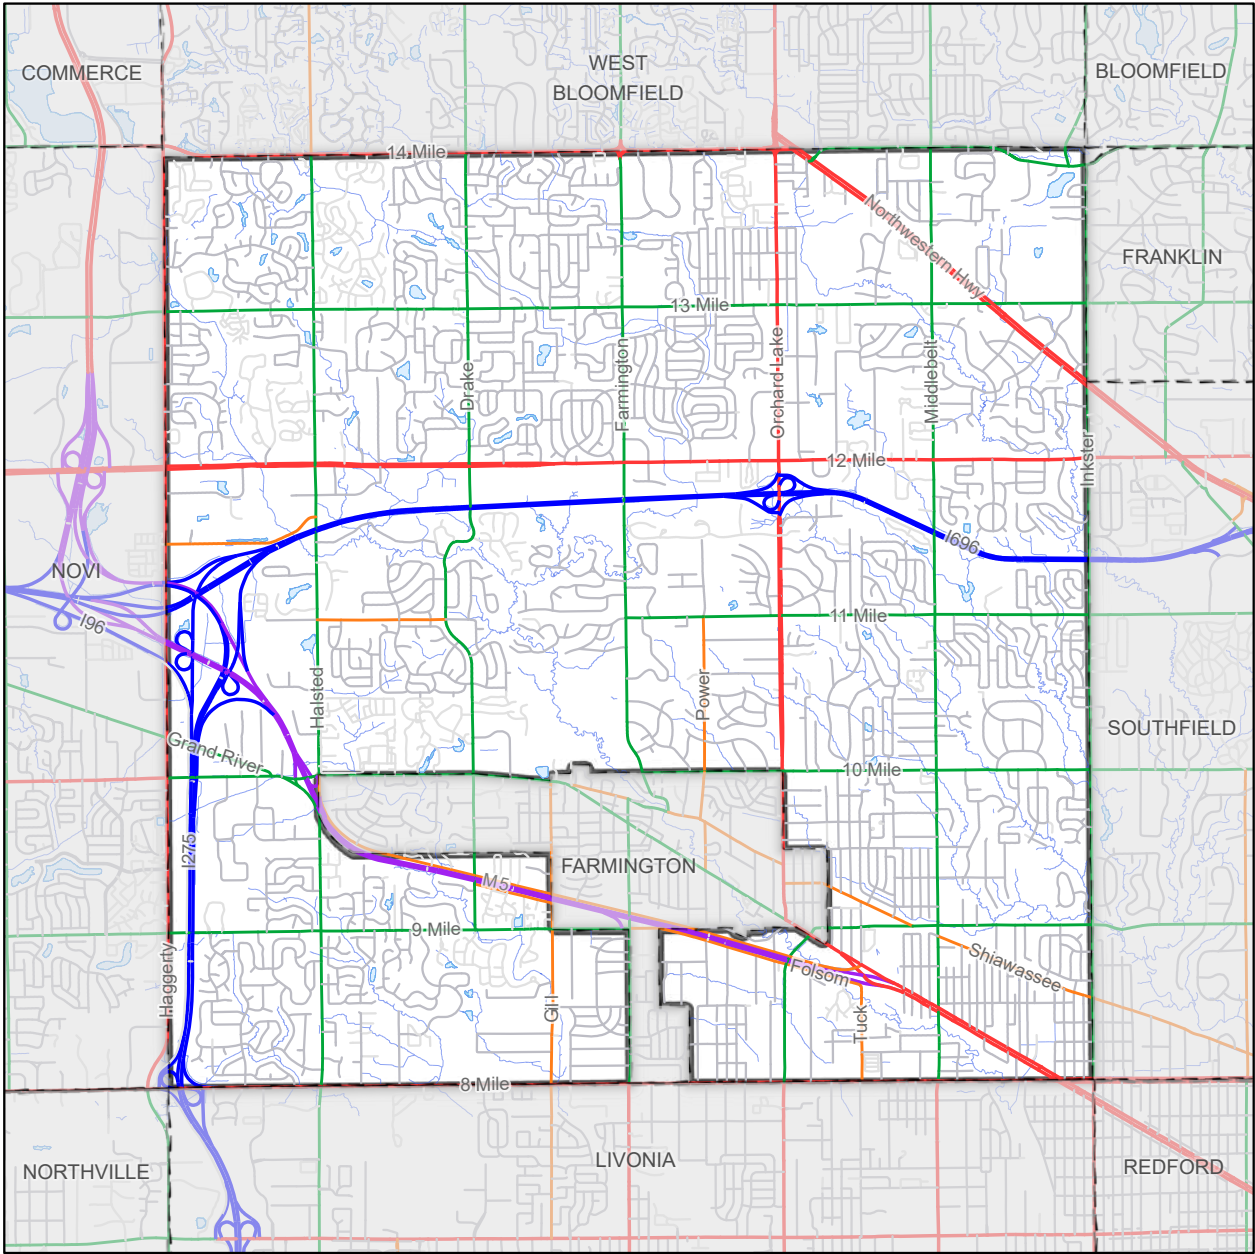 COMMERCE
WEST
BLOOMFIELD
BLOOMFIELD
14 Mile
Northwestern Hwy
FRANKLIN
13 Mile
Drake
Farmington
Orchard Lake
Middlebelt
12 Mile
Inkster
I696
NOVI
I96
11 Mile
Halsted
Power
SOUTHFIELD
Grand River
10 Mile
I275
FARMINGTON
M5
9 Mile
Shiawassee
Folsom
Haggerty
Gill
Tuck
8 Mile
NORTHVILLE
LIVONIA
REDFORD